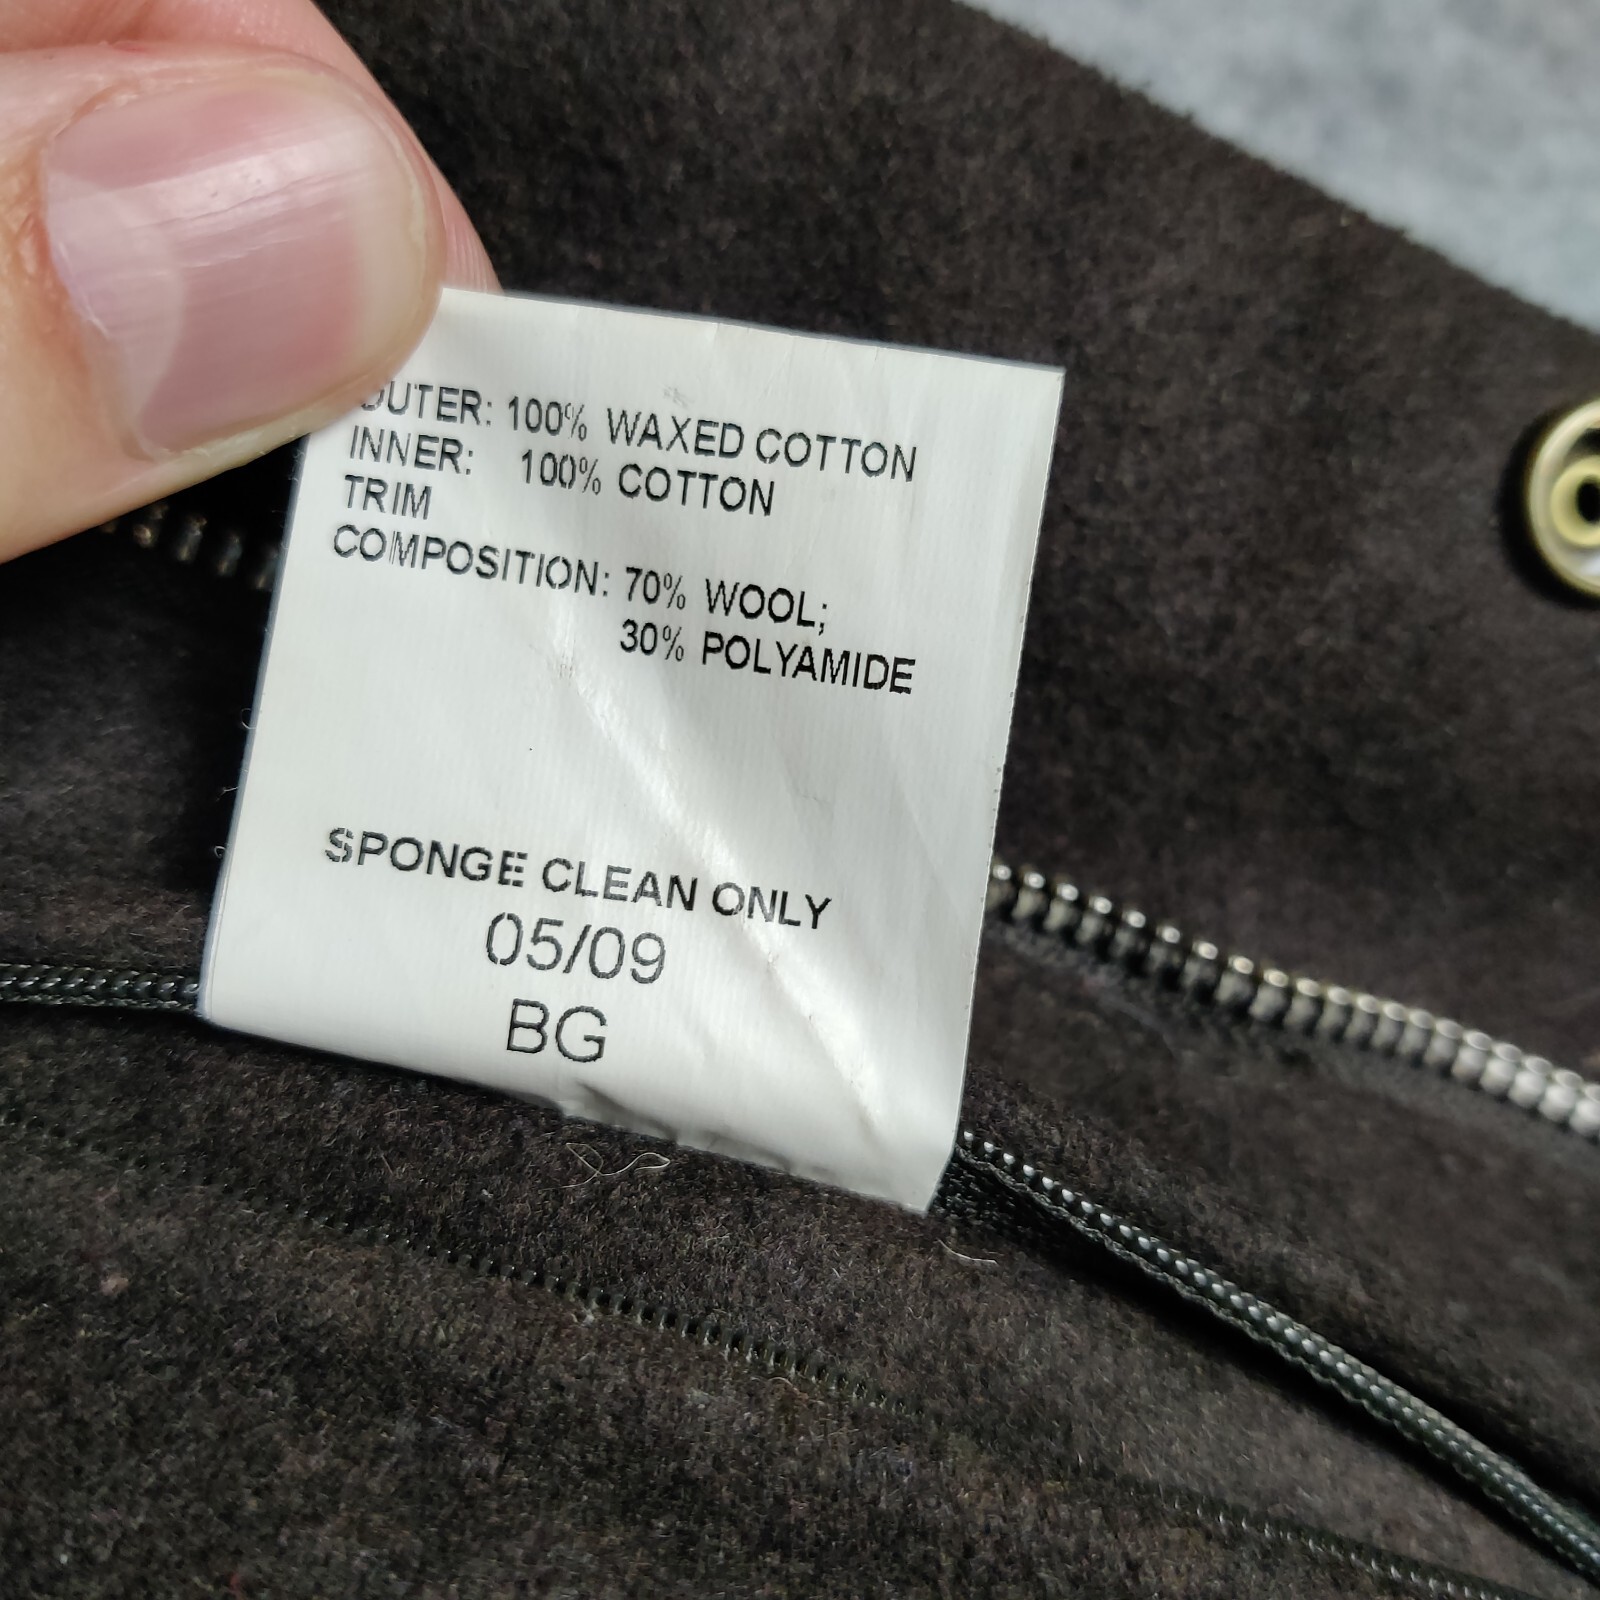 OUTER: 100% WAXED COTTON
INNER: 100% COTTON
TRIM
COMPOSITION: 70% WOOL;
30% POLYAMIDE
SPONGE CLEAN ONLY
05/09
BG